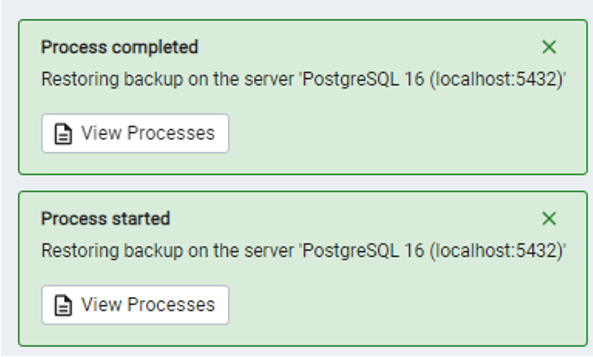 Process completed
Restoring backup on the server 'PostgreSQL 16 (localhost:5432)'
View Processes
Process started
Restoring backup on the server 'PostgreSQL 16 (localhost:5432)'
View Processes